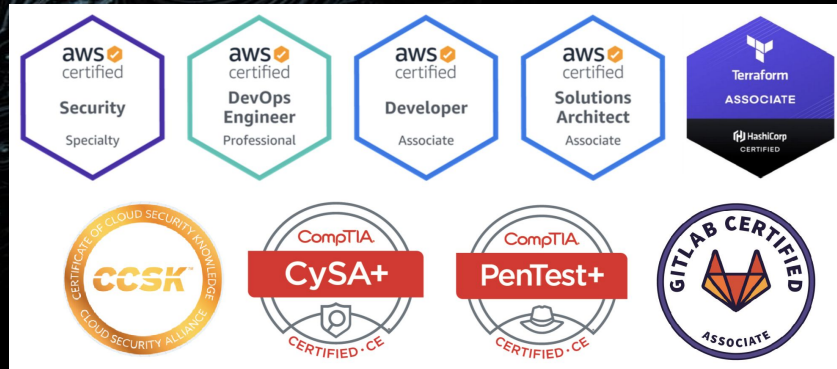 aws
certified
Security
Specialty
aws
certified
DevOps
Engineer
Professional
aws
certified
Developer
Associate
aws
certified
Solutions
Architect
Associate
Terraform
ASSOCIATE
HashiCorp
CERTIFIED
CERTIFICATE OF CLOUD SECURITY KNOWLEDGE
CCSK
CLOUD SECURITY ALLIANCE
CompTIA.
CySA+
CERTIFIED·CE
CompTIA.
PenTest+
CERTIFIED·CE
GITLAB CERTIFIED
ASSOCIATE